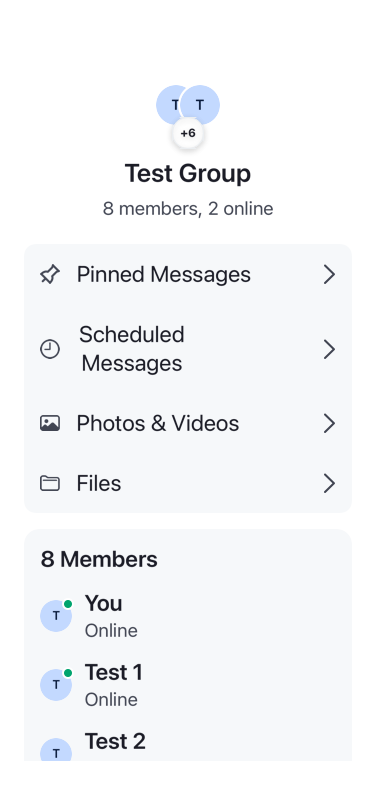 T T
+6
Test Group
8 members, 2 online
Pinned Messages
Scheduled
Messages
Photos & Videos
Files
8 Members
T
You
Online
T
Test 1
Online
T
Test 2